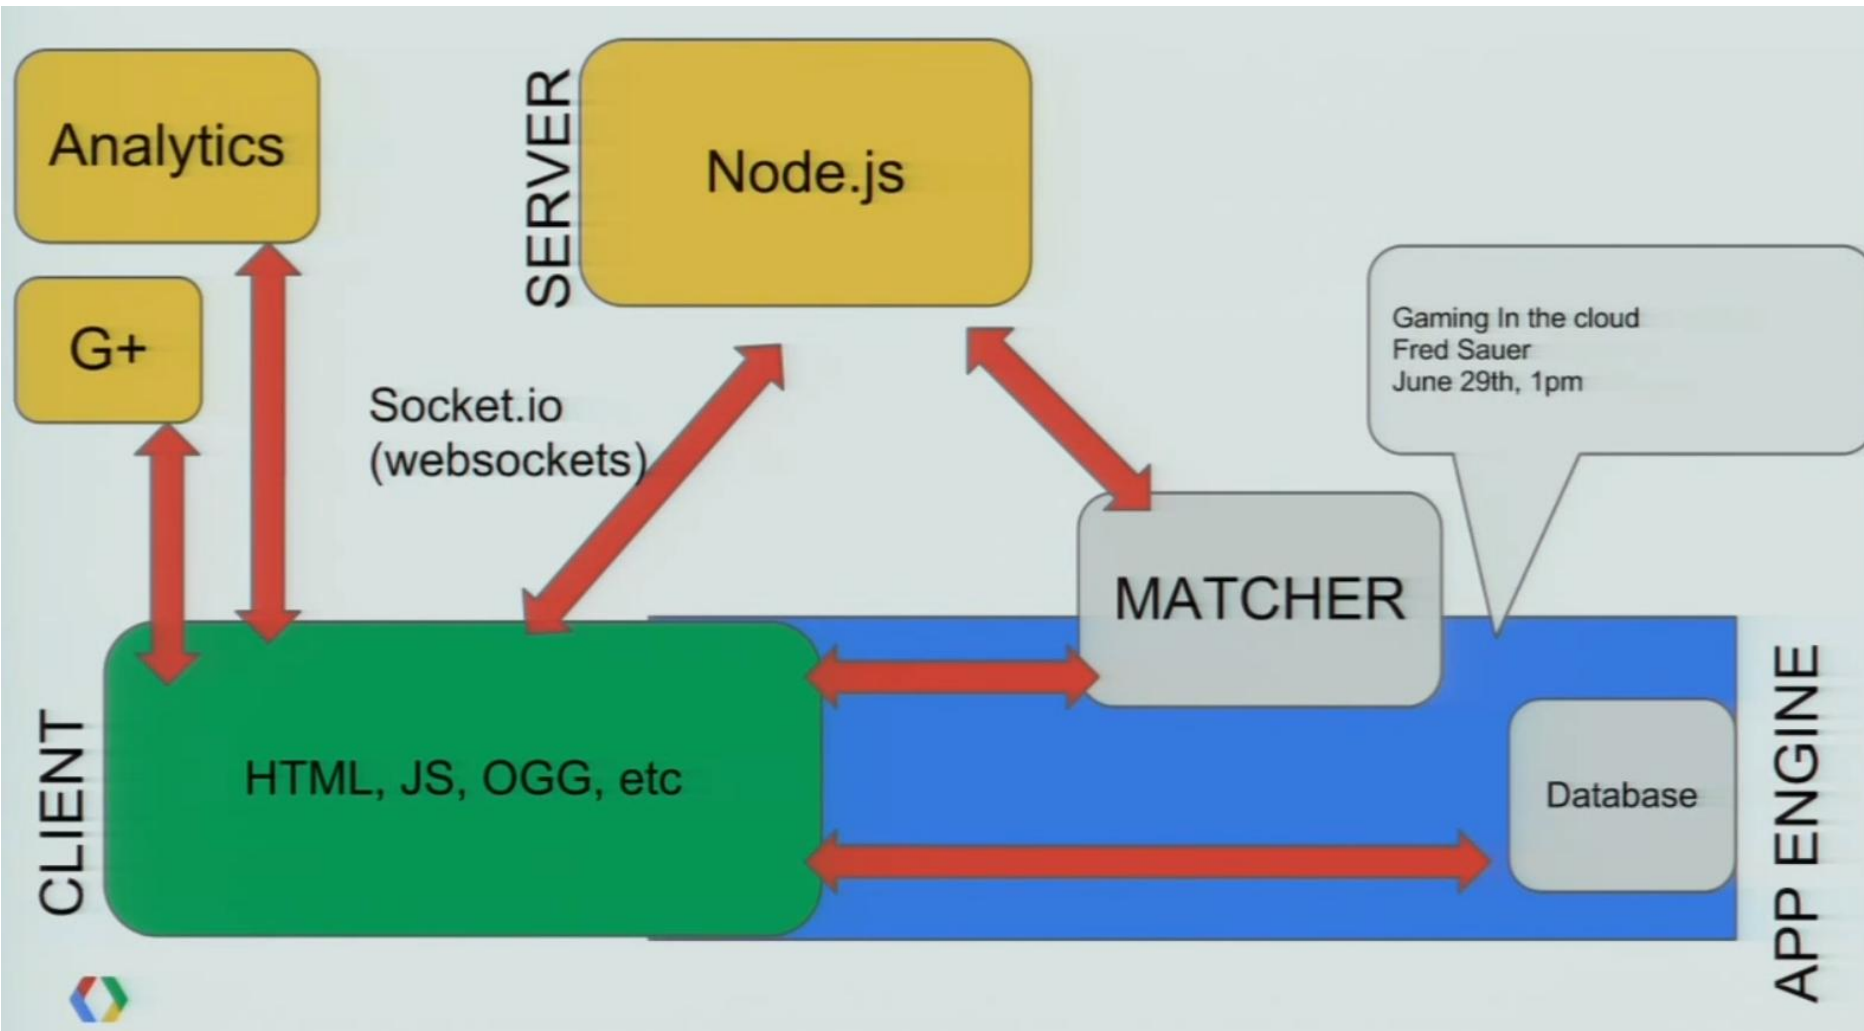 Analytics
SERVER
Node.js
G+
Socket.io
(websockets)
Gaming In the cloud
Fred Sauer
June 29th, 1pm
MATCHER
CLIENT
HTML, JS, OGG, etc
Database
APP ENGINE